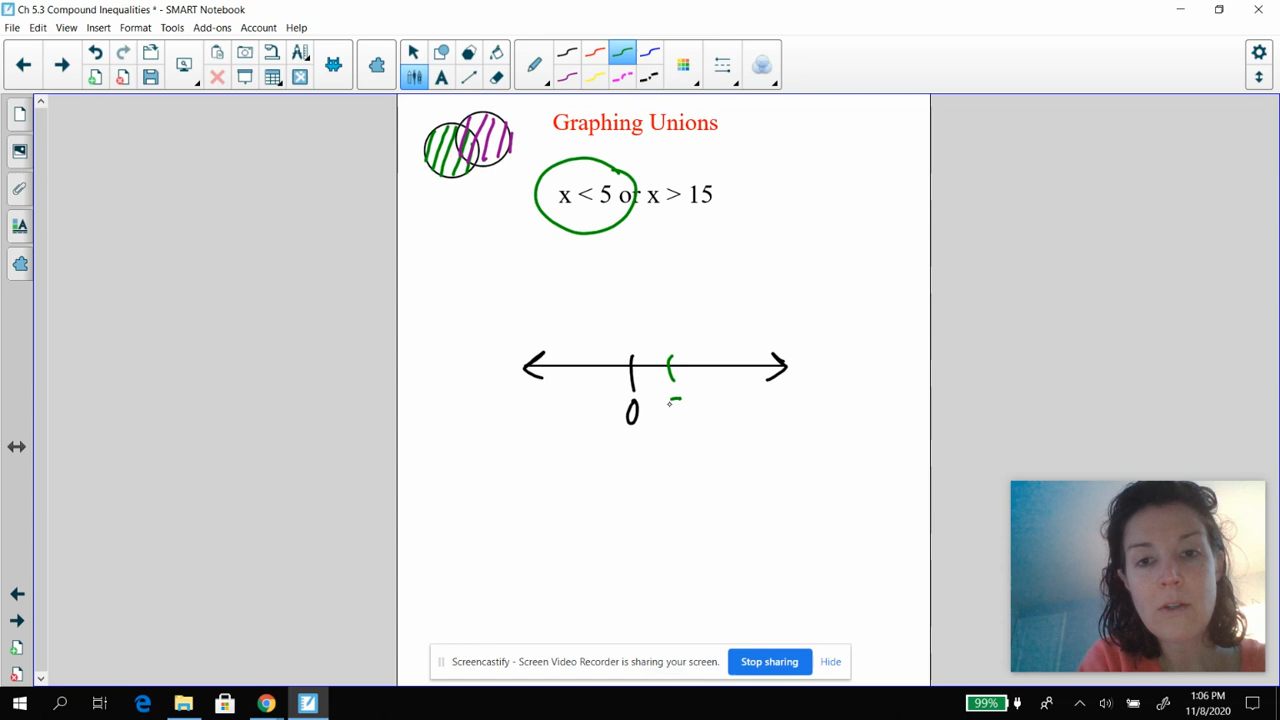 Ch 5.3 Compound Inequalities * - SMART Notebook
File Edit View Insert Format Tools Add-ons Account Help
Graphing Unions
x < 5 or x > 15
0
Screencastify - Screen Video Recorder is sharing your screen. Stop sharing Hide
99% 1:06 PM
11/8/2020